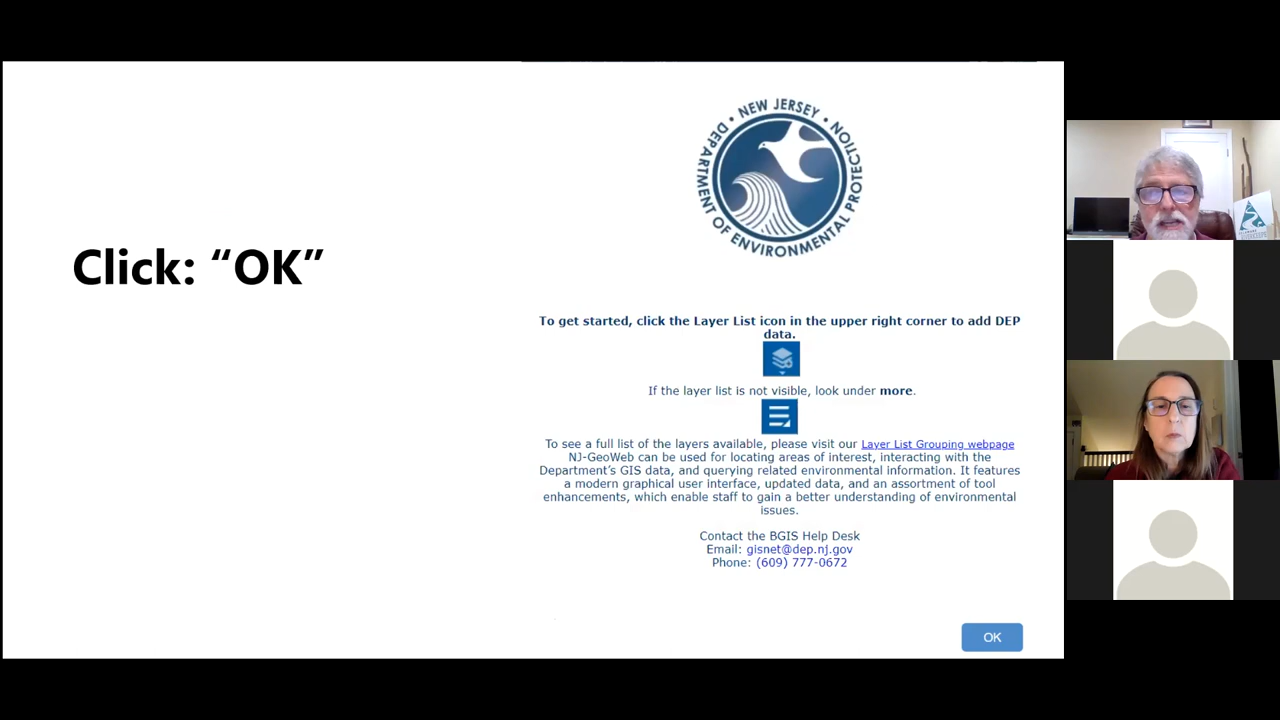 Click: “OK”
• NEW JERSEY •
DEPARTMENT OF ENVIRONMENTAL PROTECTION
To get started, click the Layer List icon in the upper right corner to add DEP
data.
If the layer list is not visible, look under more.
To see a full list of the layers available, please visit our Layer List Grouping webpage
NJ-GeoWeb can be used for locating areas of interest, interacting with the
Department’s GIS data, and querying related environmental information. It features
a modern graphical user interface, updated data, and an assortment of tool
enhancements, which enable staff to gain a better understanding of environmental
issues.
Contact the BGIS Help Desk
Email: gisnet@dep.nj.gov
Phone: (609) 777-0672
OK